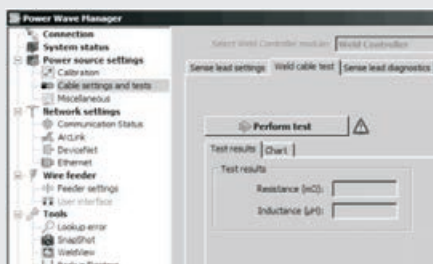 Power Wave Manager
Connection
System status
Power source settings
Calibration
Cable settings and tests
Miscellaneous
Network settings
Communication Status
ArcLink
DeviceNet
Ethernet
Wire feeder
Feeder settings
User interface
Tools
Lookup error
SnapShot
WeldView
Select Weld Controller module: Weld Controller
Sense lead settings Weld cable test Sense lead diagnostics
Perform test
Test results Chart
Test results
Resistance (mΩ):
Inductance (μH):